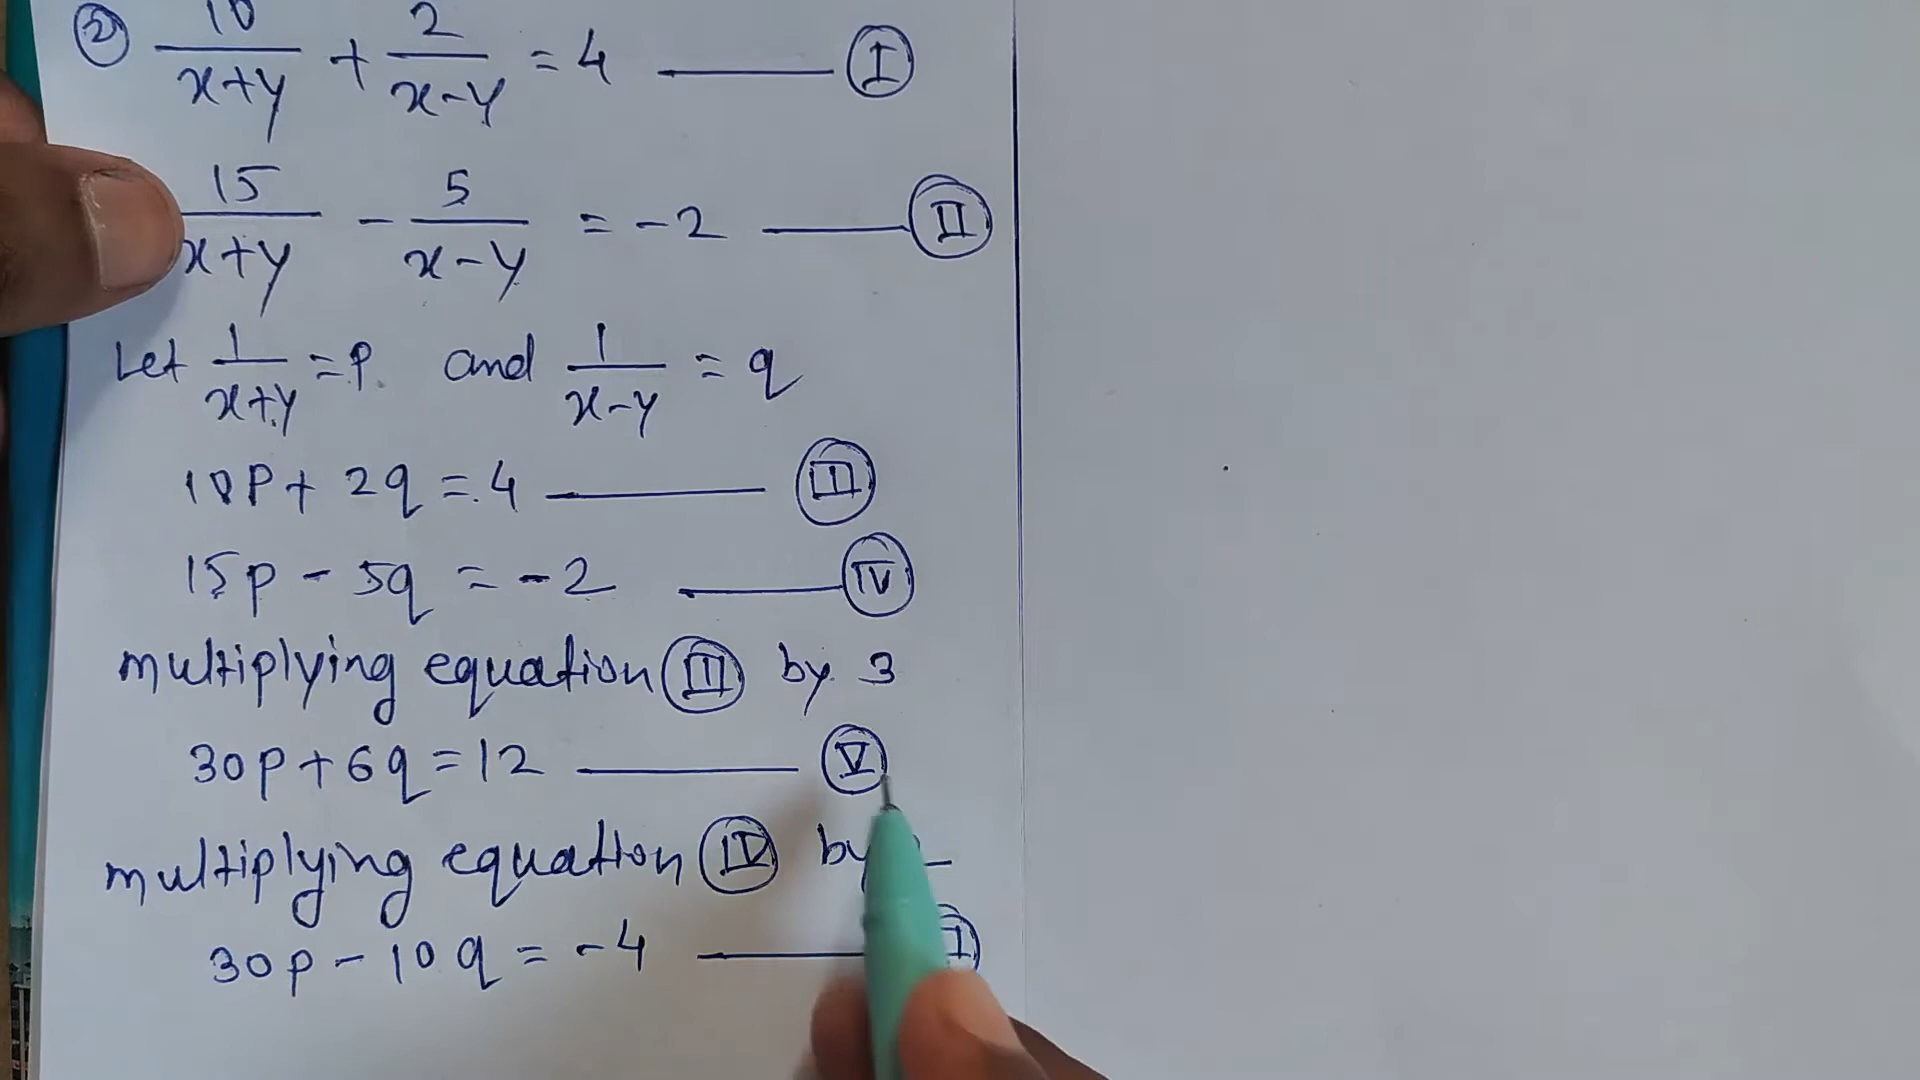 ② 10/(x+y) + 2/(x-y) = 4 —— Ⓘ
15/(x+y) - 5/(x-y) = -2 —— II
Let 1/(x+y) = P. and 1/(x-y) = q
10P + 2q = 4 —— III
15p - 5q = -2 —— IV
multiplying equation III by 3
30p + 6q = 12 —— V
multiplying equation IV by
30p - 10q = -4 ——